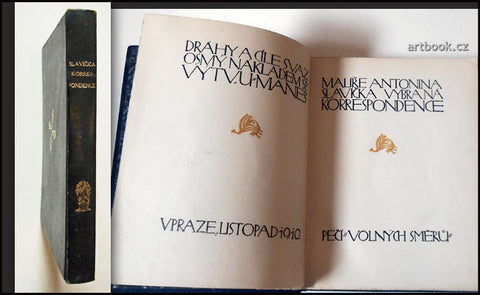 SLAVÍČKA
KORRES
PONDENCE
DRÁHY A CÍLE SVAZ.
OSMÝ NÁKLADEM S.
VÝTV. U. MÁNES
V PRAZE, LISTOPAD 1910
artbook.cz
MALÍŘE ANTONÍNA
SLAVÍČKA VYBRANÁ
KORRESPONDENCE
PÉČÍ "VOLNÝCH SMĚRŮ"